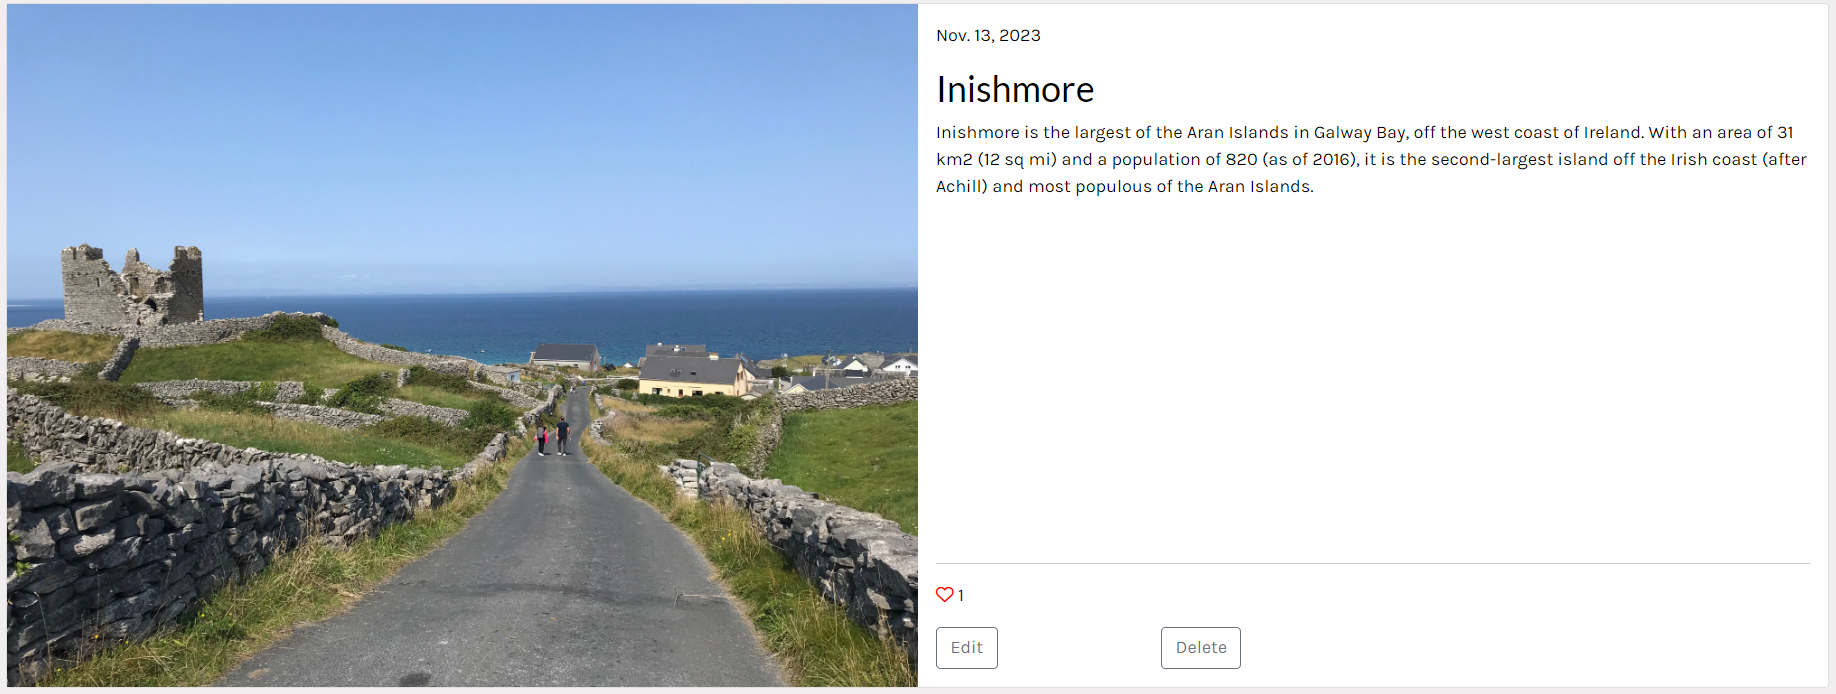 Nov. 13, 2023
Inishmore
Inishmore is the largest of the Aran Islands in Galway Bay, off the west coast of Ireland. With an area of 31
km2 (12 sq mi) and a population of 820 (as of 2016), it is the second-largest island off the Irish coast (after
Achill) and most populous of the Aran Islands.
1
Edit
Delete